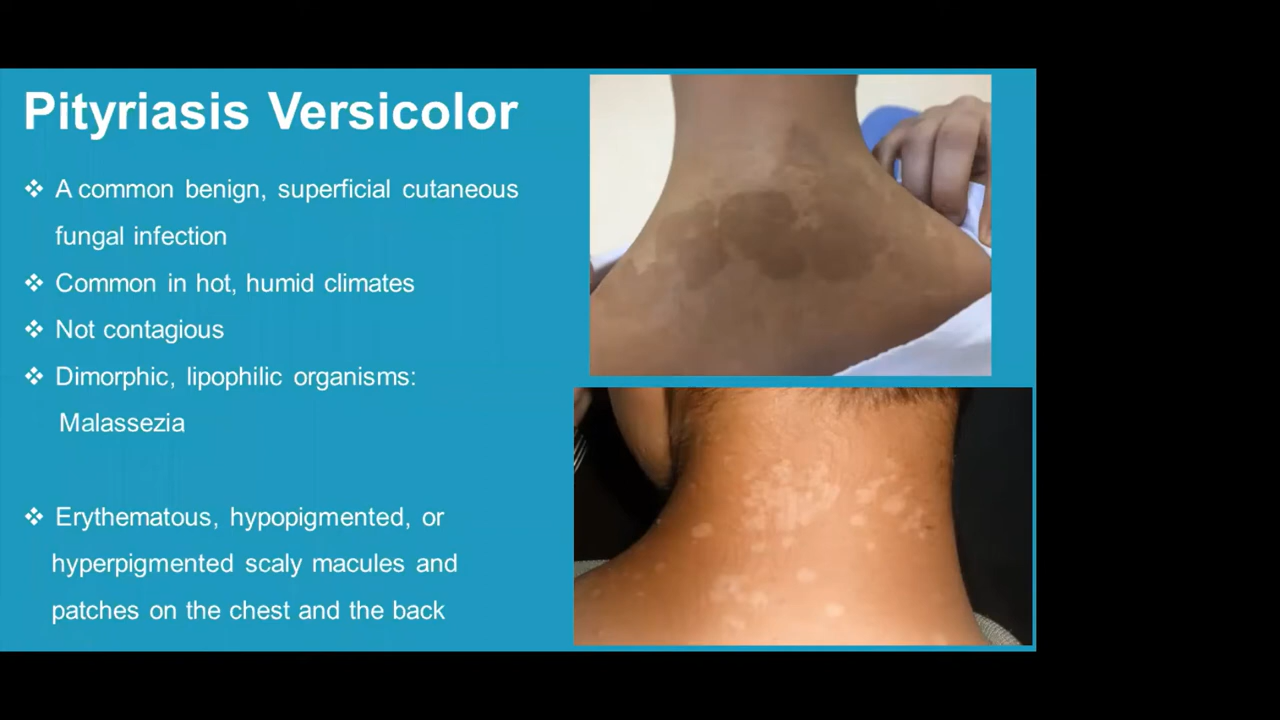 Pityriasis Versicolor
❖ A common benign, superficial cutaneous
fungal infection
❖ Common in hot, humid climates
❖ Not contagious
❖ Dimorphic, lipophilic organisms:
Malassezia
❖ Erythematous, hypopigmented, or
hyperpigmented scaly macules and
patches on the chest and the back